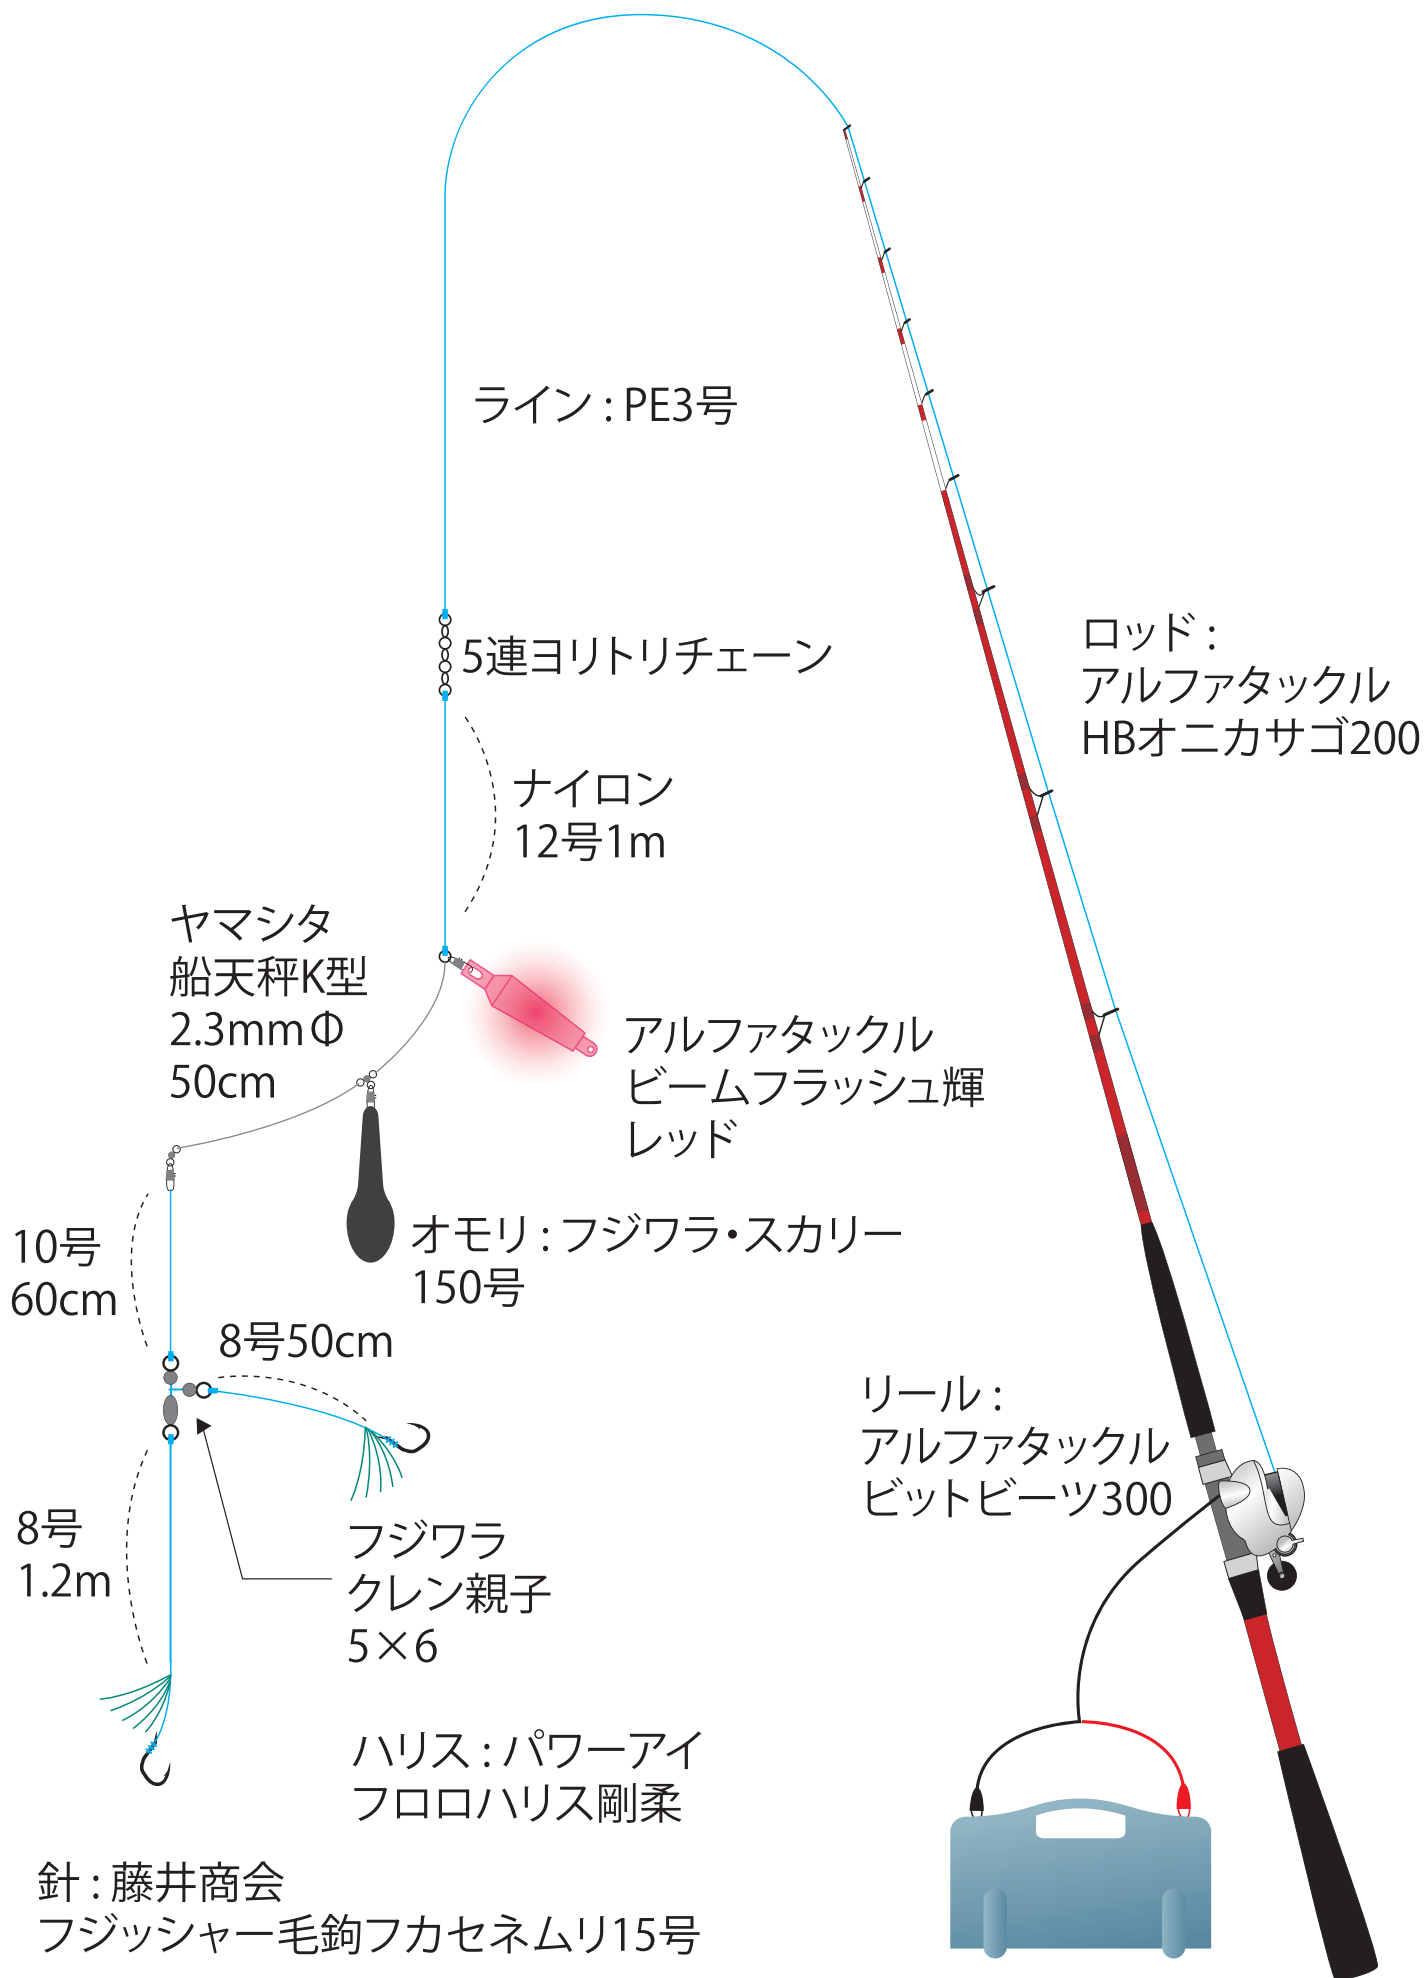 ライン : PE3号
5連ヨリトリチェーン
ロッド :
アルファタックル
HBオニカサゴ200
ナイロン
12号1m
ヤマシタ
船天秤K型
2.3mmΦ
50cm
アルファタックル
ビームフラッシュ輝
レッド
オモリ : フジワラ・スカリー
150号
10号
60cm
8号50cm
リール :
アルファタックル
ビットビーツ300
8号
1.2m
フジワラ
クレン親子
5×6
ハリス : パワーアイ
フロロハリス剛柔
針 : 藤井商会
フジッシャー毛鉤フカセネムリ15号